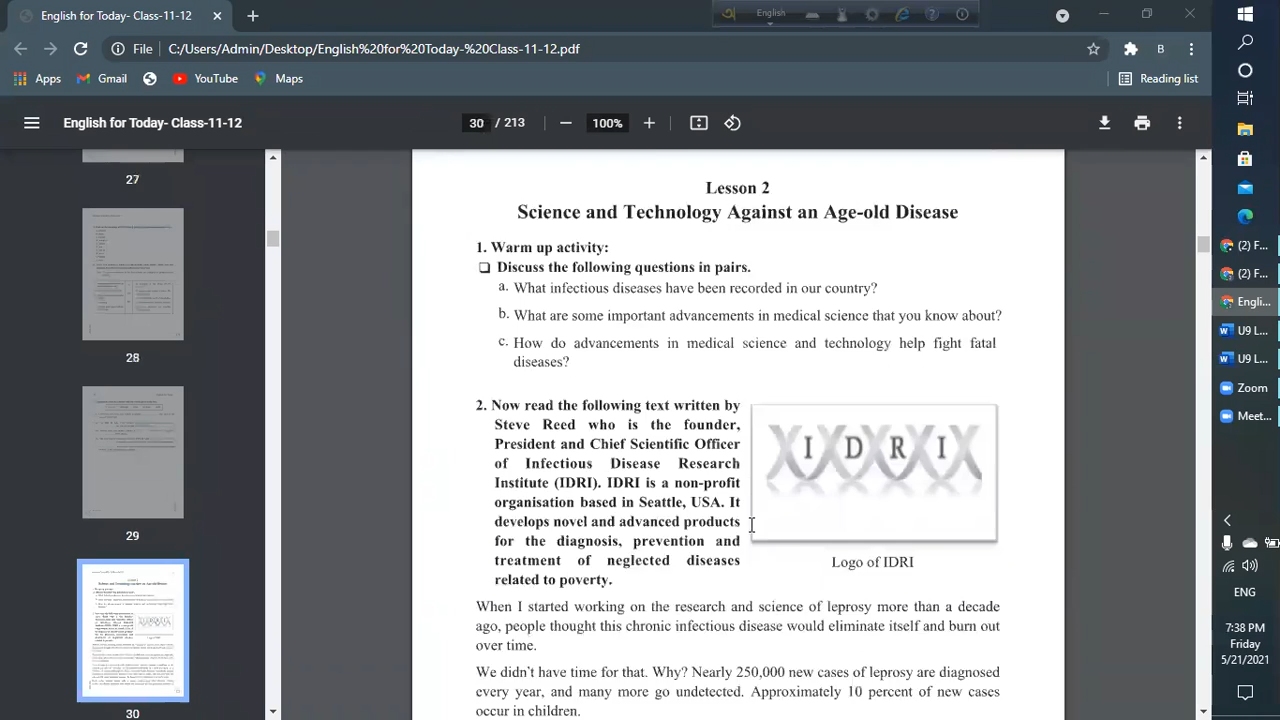 English for Today- Class-11-12
English
File
C:/Users/Admin/Desktop/English%20for%20Today-%20Class-11-12.pdf
B
Apps
Gmail
YouTube
Maps
Reading list
English for Today- Class-11-12
30 / 213
100%
27
28
29
30
Lesson 2
Science and Technology Against an Age-old Disease
1. Warm up activity:
Discuss the following questions in pairs.
a. What infectious diseases have been recorded in our country?
b. What are some important advancements in medical science that you know about?
c. How do advancements in medical science and technology help fight fatal
diseases?
2. Now read the following text written by
Steve Reed who is the founder,
President and Chief Scientific Officer
of Infectious Disease Research
Institute (IDRI). IDRI is a non-profit
organisation based in Seattle, USA. It
develops novel and advanced products
for the diagnosis, prevention and
treatment of neglected diseases
related to poverty.
I D R I
Logo of IDRI
When I started working on the research and science of leprosy more than a decade
ago, people thought this chronic infectious disease would eliminate itself and burn out
over time.
We didn't see evidence for that. Why? Nearly 250,000 new cases of leprosy are diagnosed
every year, and many more go undetected. Approximately 10 percent of new cases
occur in children.
(2) F
(2) F
Engli...
U9 L...
U9 L...
Zoom
Meet...
ENG
7:38 PM
Friday